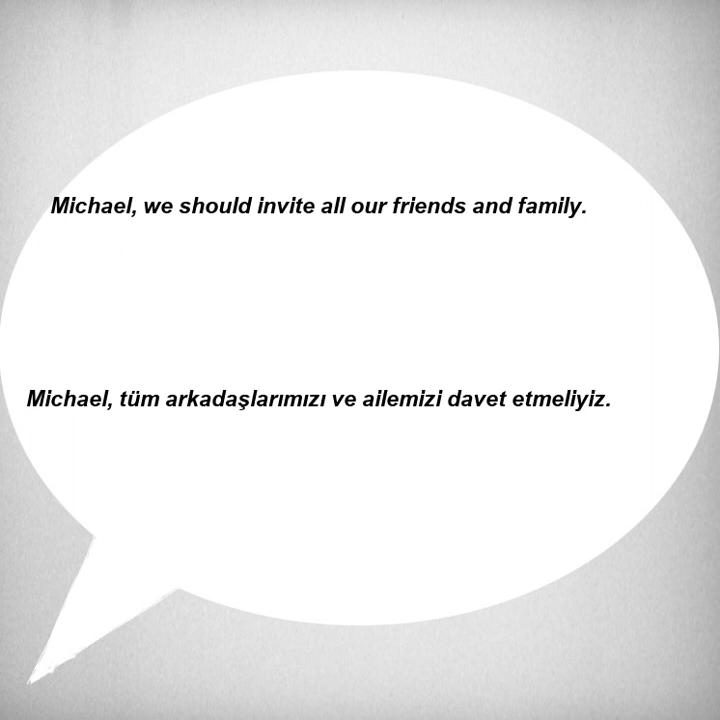 Michael, we should invite all our friends and family.
Michael, tüm arkadaşlarımızı ve ailemizi davet etmeliyiz.